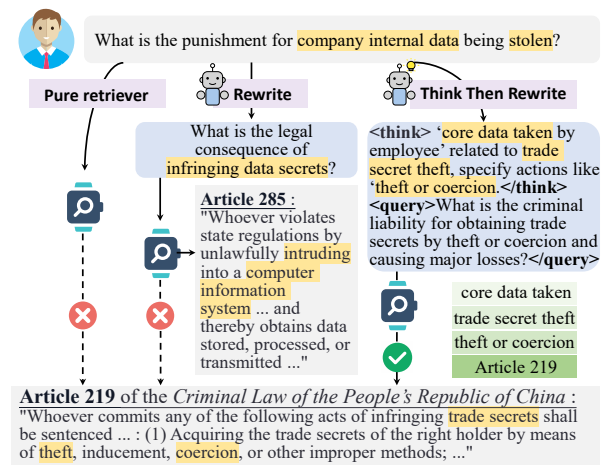 What is the punishment for company internal data being stolen?
Pure retriever
Rewrite
Think Then Rewrite
What is the legal
consequence of
infringing data secrets?
Article 285 :
"Whoever violates
state regulations by
unlawfully intruding
into a computer
information
system ... and
thereby obtains data
stored, processed, or
transmitted ..."
<think> ‘core data taken by
employee’ related to trade
secret theft, specify actions like
‘theft or coercion.</think>
<query>What is the criminal
liability for obtaining trade
secrets by theft or coercion and
causing major losses?</query>
core data taken
trade secret theft
theft or coercion
Article 219
Article 219 of the Criminal Law of the People’s Republic of China :
"Whoever commits any of the following acts of infringing trade secrets shall
be sentenced ... : (1) Acquiring the trade secrets of the right holder by means
of theft, inducement, coercion, or other improper methods; ..."